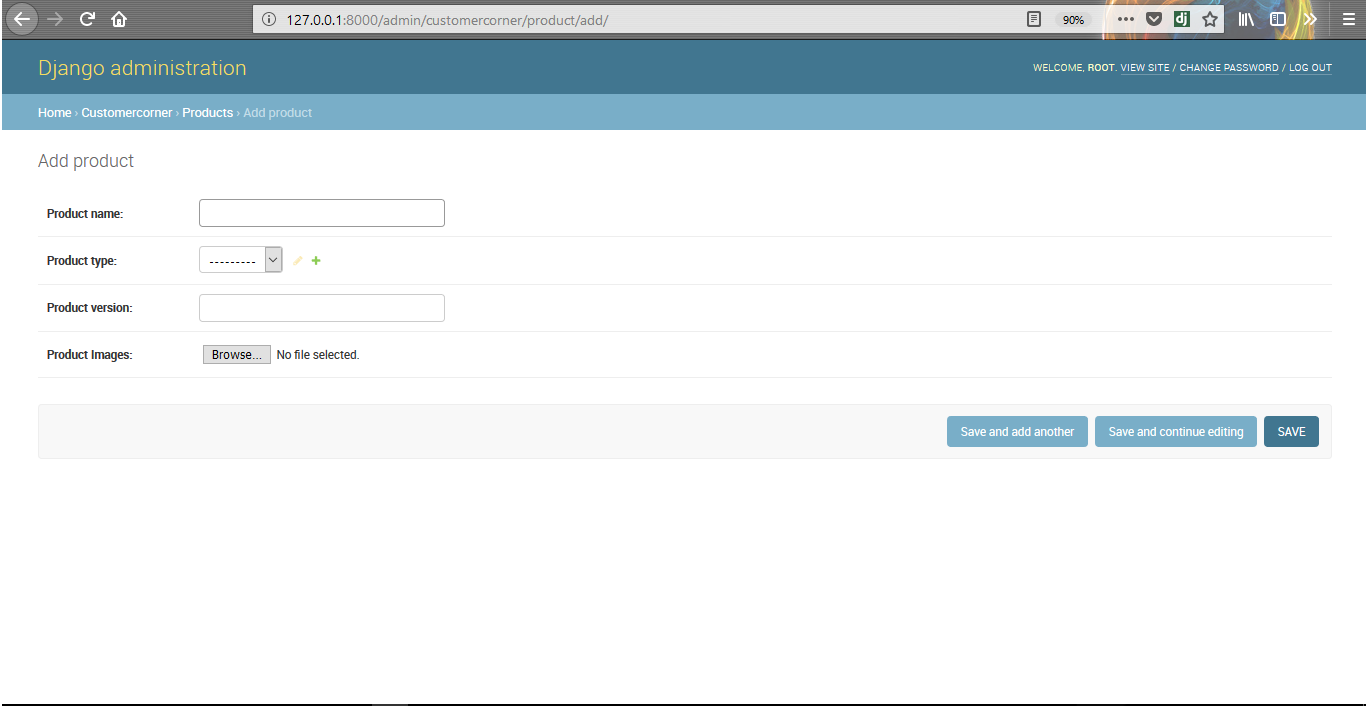 127.0.0.1:8000/admin/customercorner/product/add/ 90% dj
Django administration
WELCOME, ROOT. VIEW SITE / CHANGE PASSWORD / LOG OUT
Home › Customercorner › Products › Add product
Add product
Product name:
Product type: ---------
Product version:
Product Images: Browse... No file selected.
Save and add another Save and continue editing SAVE